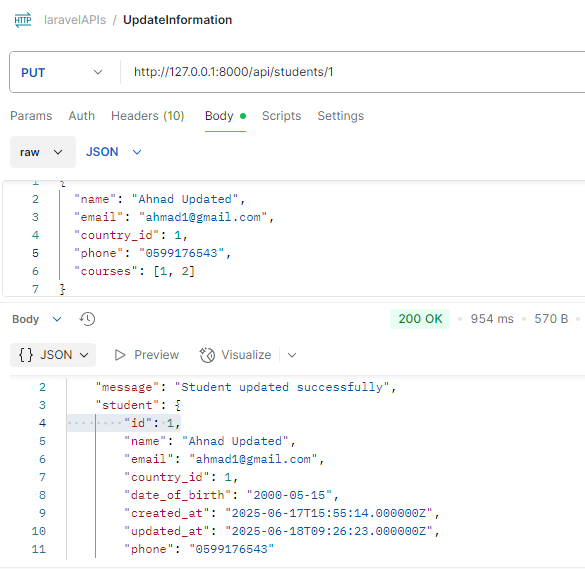 HTTP laravelAPIs / UpdateInformation
PUT http://127.0.0.1:8000/api/students/1
Params Auth Headers (10) Body Scripts Settings
raw JSON
1 {
2 "name": "Ahnad Updated",
3 "email": "ahmad1@gmail.com",
4 "country_id": 1,
5 "phone": "0599176543",
6 "courses": [1, 2]
7 }
Body 200 OK • 954 ms • 570 B •
{} JSON Preview Visualize
2 "message": "Student updated successfully",
3 "student": {
4 "id": 1,
5 "name": "Ahnad Updated",
6 "email": "ahmad1@gmail.com",
7 "country_id": 1,
8 "date_of_birth": "2000-05-15",
9 "created_at": "2025-06-17T15:55:14.000000Z",
10 "updated_at": "2025-06-18T09:26:23.000000Z",
11 "phone": "0599176543"